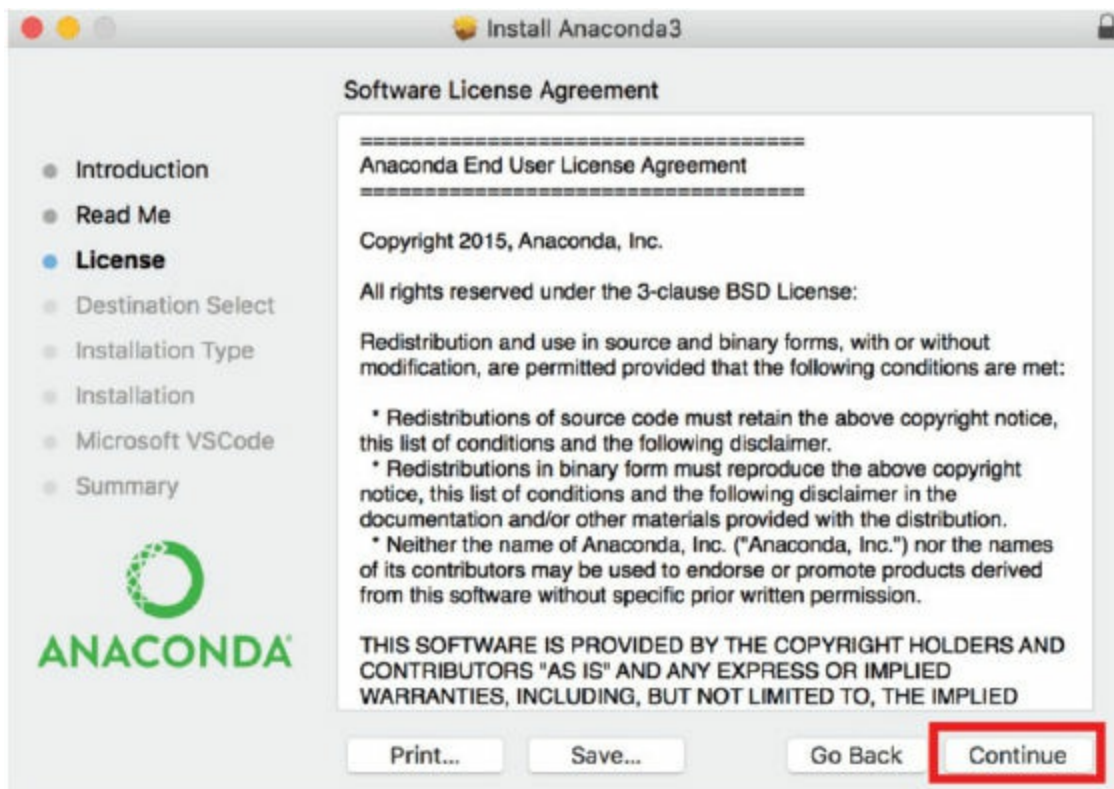 Install Anaconda3
Software License Agreement
Introduction
Read Me
License
Destination Select
Installation Type
Installation
Microsoft VSCode
Summary
ANACONDA
===================================
Anaconda End User License Agreement
===================================
Copyright 2015, Anaconda, Inc.
All rights reserved under the 3-clause BSD License:
Redistribution and use in source and binary forms, with or without
modification, are permitted provided that the following conditions are met:
* Redistributions of source code must retain the above copyright notice,
this list of conditions and the following disclaimer.
* Redistributions in binary form must reproduce the above copyright
notice, this list of conditions and the following disclaimer in the
documentation and/or other materials provided with the distribution.
* Neither the name of Anaconda, Inc. ("Anaconda, Inc.") nor the names
of its contributors may be used to endorse or promote products derived
from this software without specific prior written permission.
THIS SOFTWARE IS PROVIDED BY THE COPYRIGHT HOLDERS AND
CONTRIBUTORS "AS IS" AND ANY EXPRESS OR IMPLIED
WARRANTIES, INCLUDING, BUT NOT LIMITED TO, THE IMPLIED
Print...
Save...
Go Back
Continue